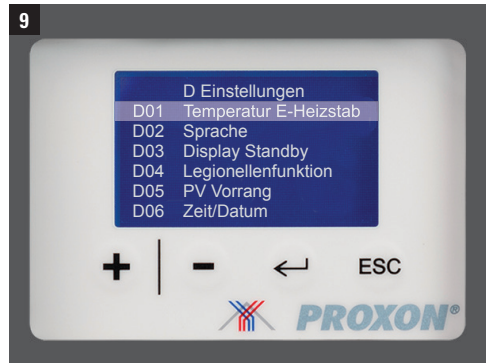 9
D Einstellungen
D01 Temperatur E-Heizstab
D02 Sprache
D03 Display Standby
D04 Legionellenfunktion
D05 PV Vorrang
D06 Zeit/Datum
+ | - ↵ ESC
PROXON®